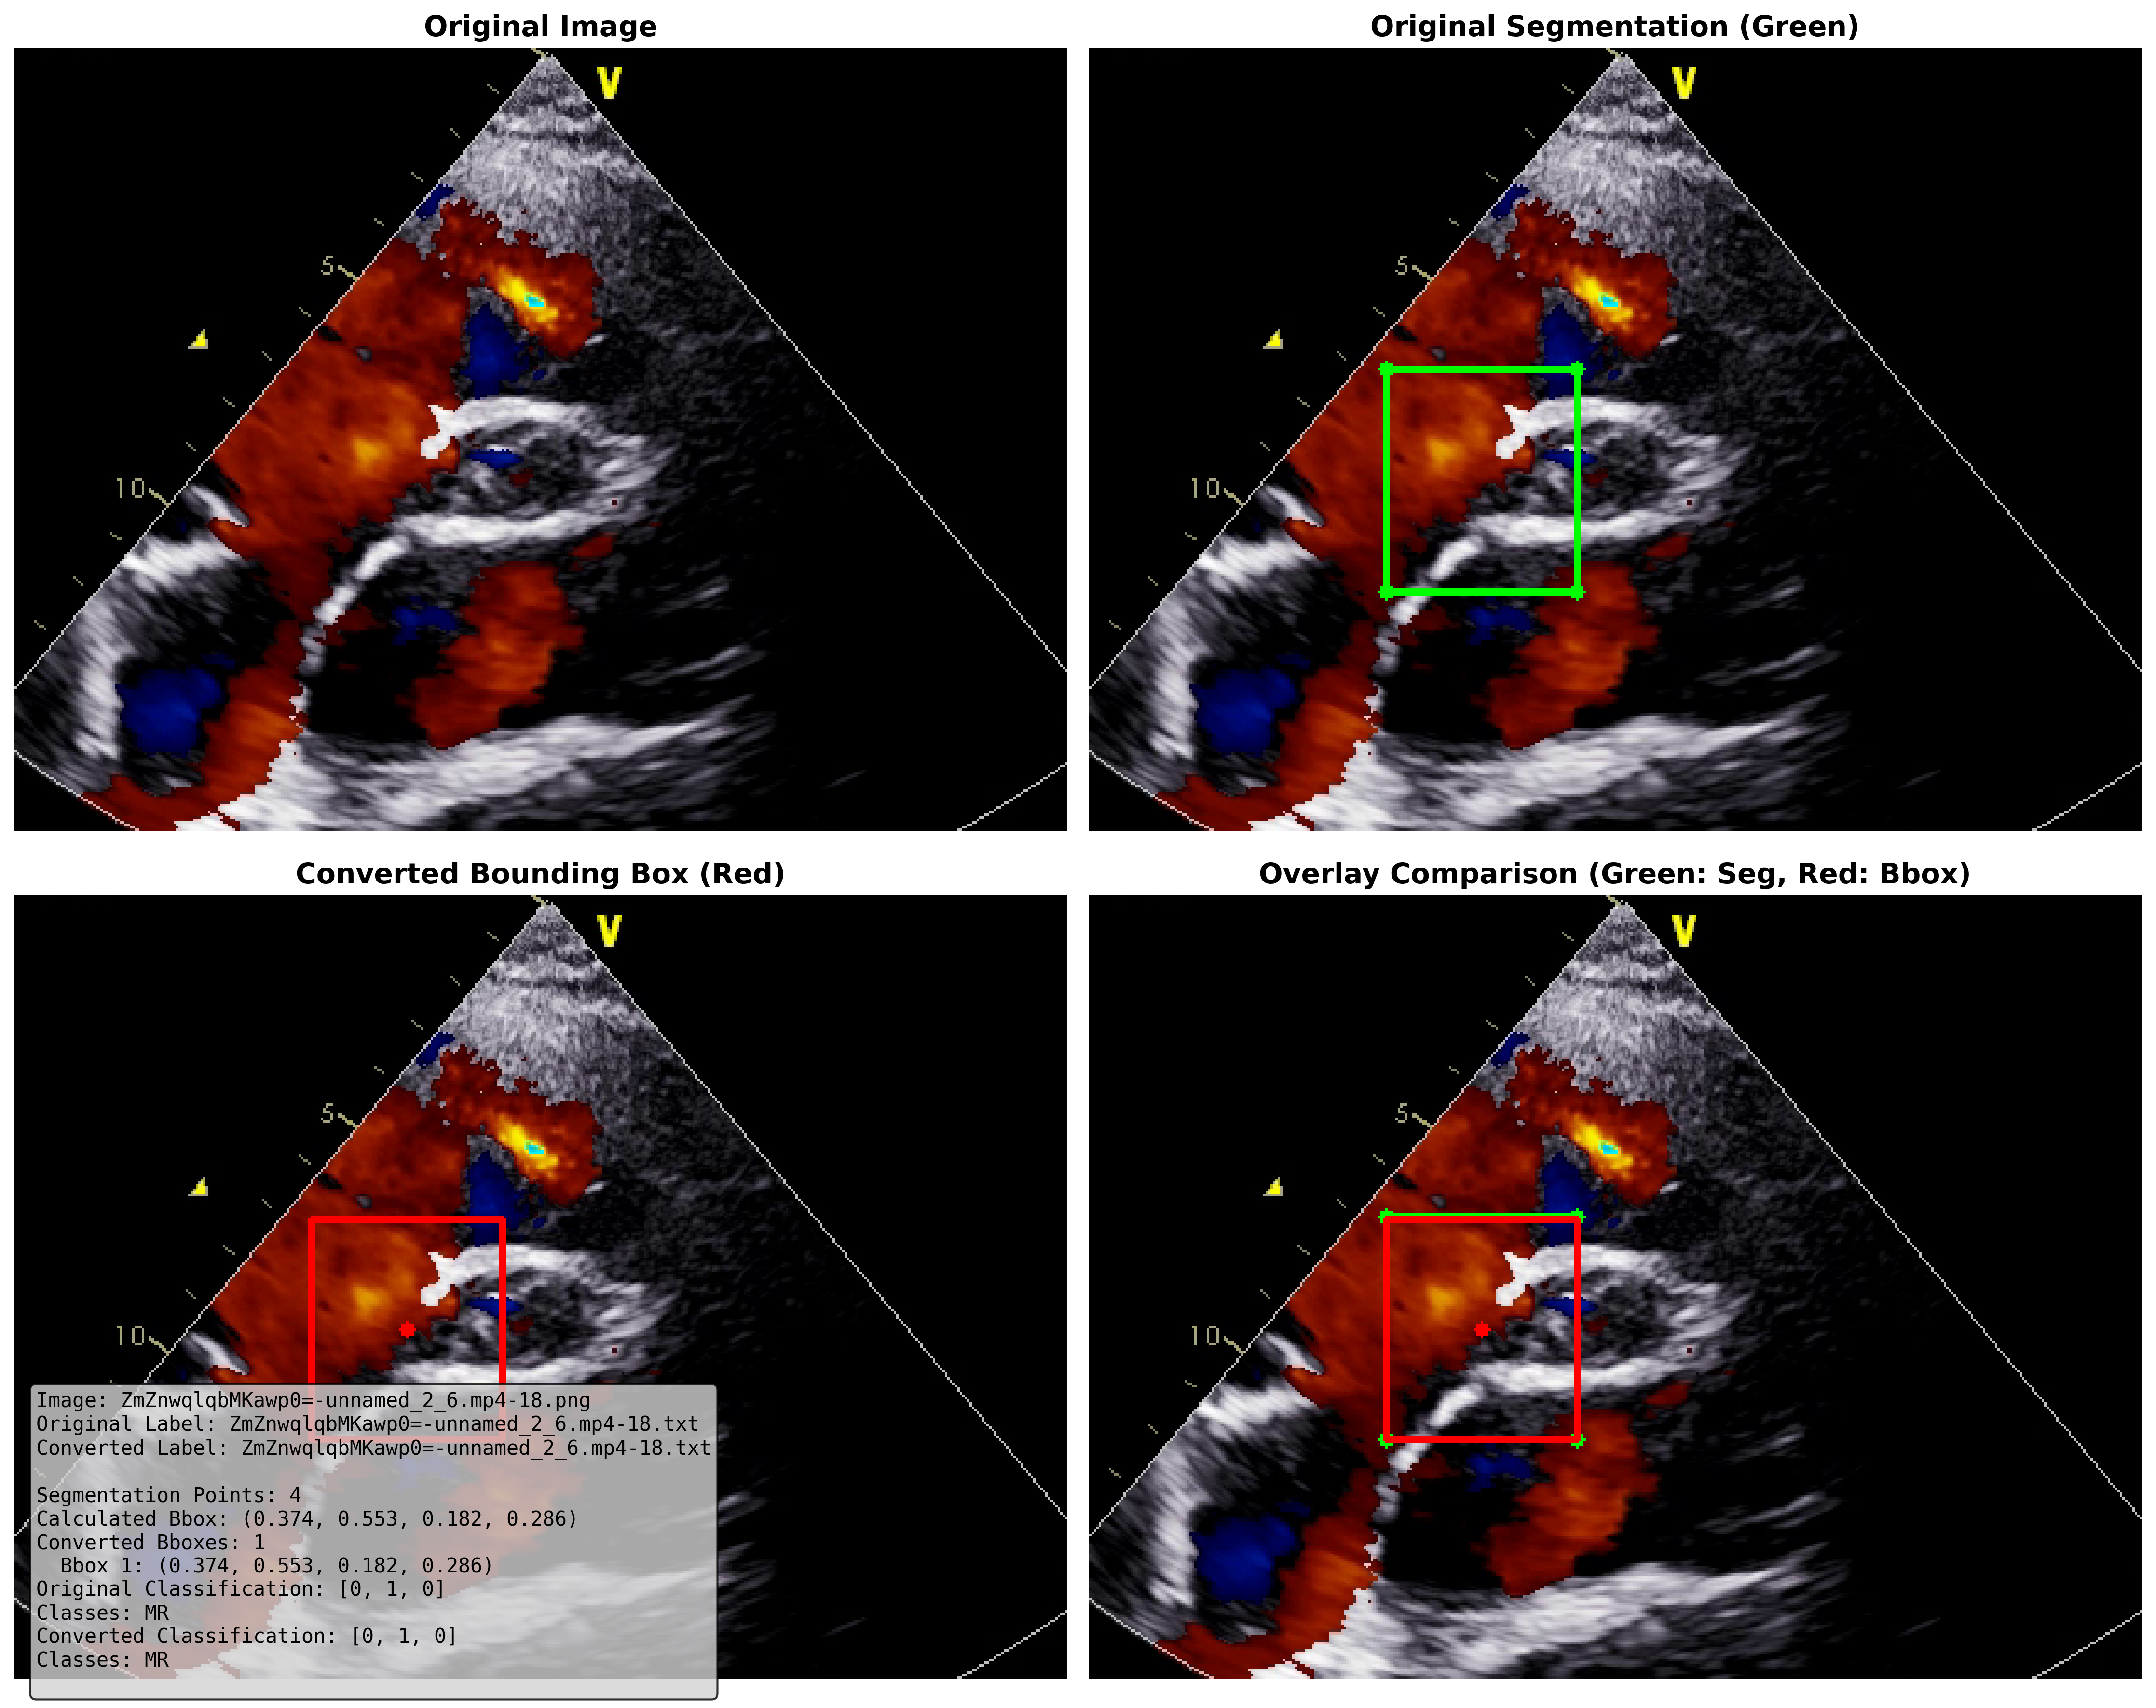 Original Image
Original Segmentation (Green)
V
5
10
V
5
10
Converted Bounding Box (Red)
Overlay Comparison (Green: Seg, Red: Bbox)
V
5
10
V
5
10
Image: ZmZnwqlqbMKawp0=-unnamed_2_6.mp4-18.png
Original Label: ZmZnwqlqbMKawp0=-unnamed_2_6.mp4-18.txt
Converted Label: ZmZnwqlqbMKawp0=-unnamed_2_6.mp4-18.txt
Segmentation Points: 4
Calculated Bbox: (0.374, 0.553, 0.182, 0.286)
Converted Bboxes: 1
Bbox 1: (0.374, 0.553, 0.182, 0.286)
Original Classification: [0, 1, 0]
Classes: MR
Converted Classification: [0, 1, 0]
Classes: MR